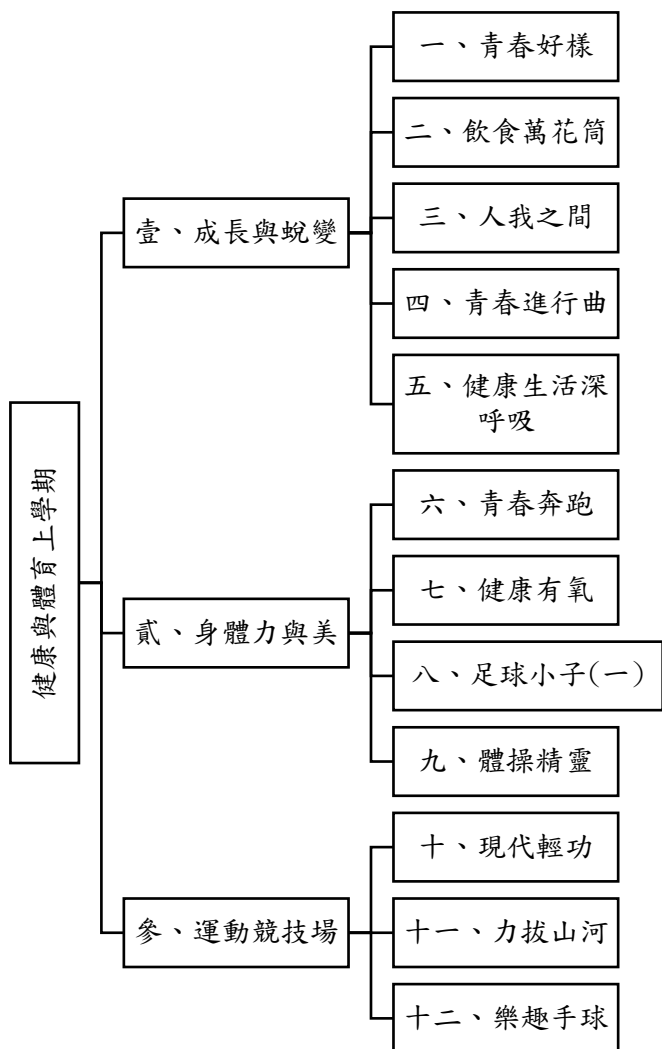 健康與體育上學期
壹、成長與蛻變
一、青春好樣
二、飲食萬花筒
三、人我之間
四、青春進行曲
五、健康生活深
呼吸
貳、身體力與美
六、青春奔跑
七、健康有氧
八、足球小子(一)
九、體操精靈
參、運動競技場
十、現代輕功
十一、力拔山河
十二、樂趣手球